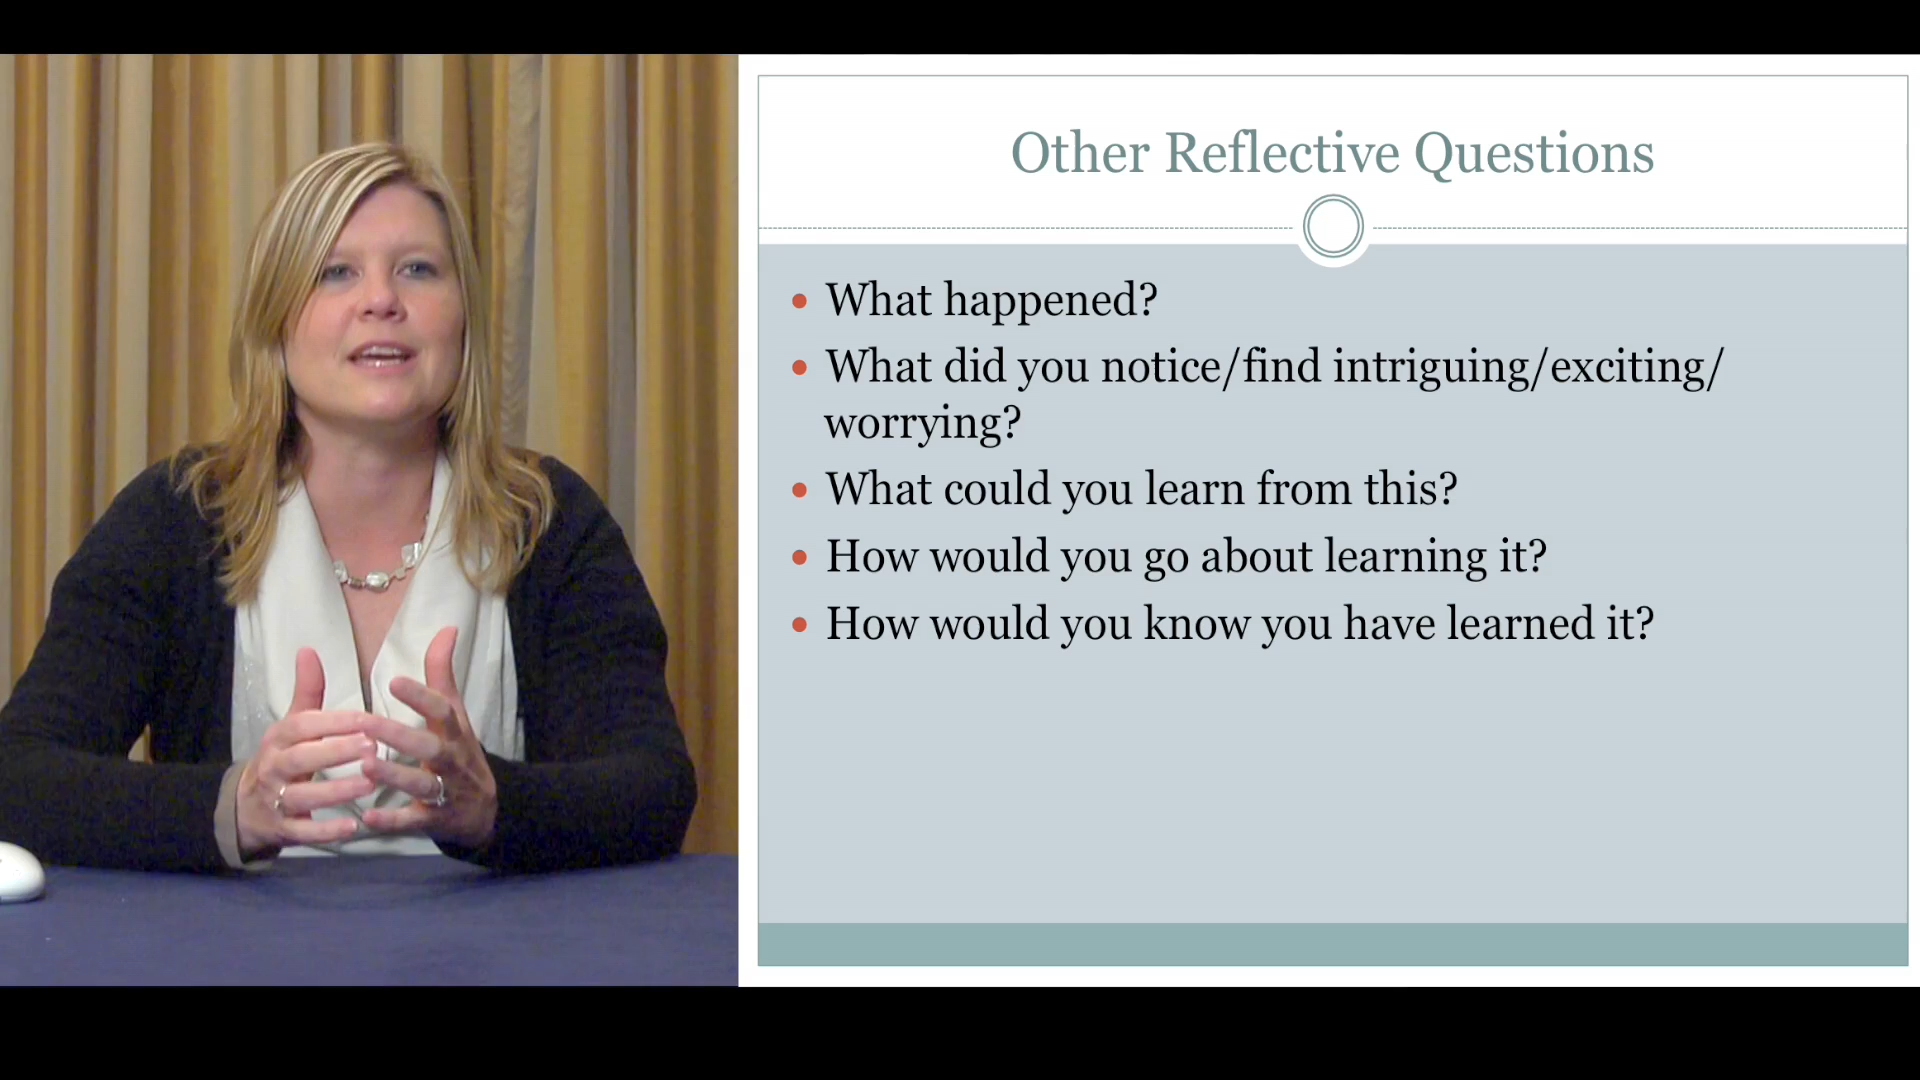 Other Reflective Questions
• What happened?
• What did you notice/find intriguing/exciting/
worrying?
• What could you learn from this?
• How would you go about learning it?
• How would you know you have learned it?